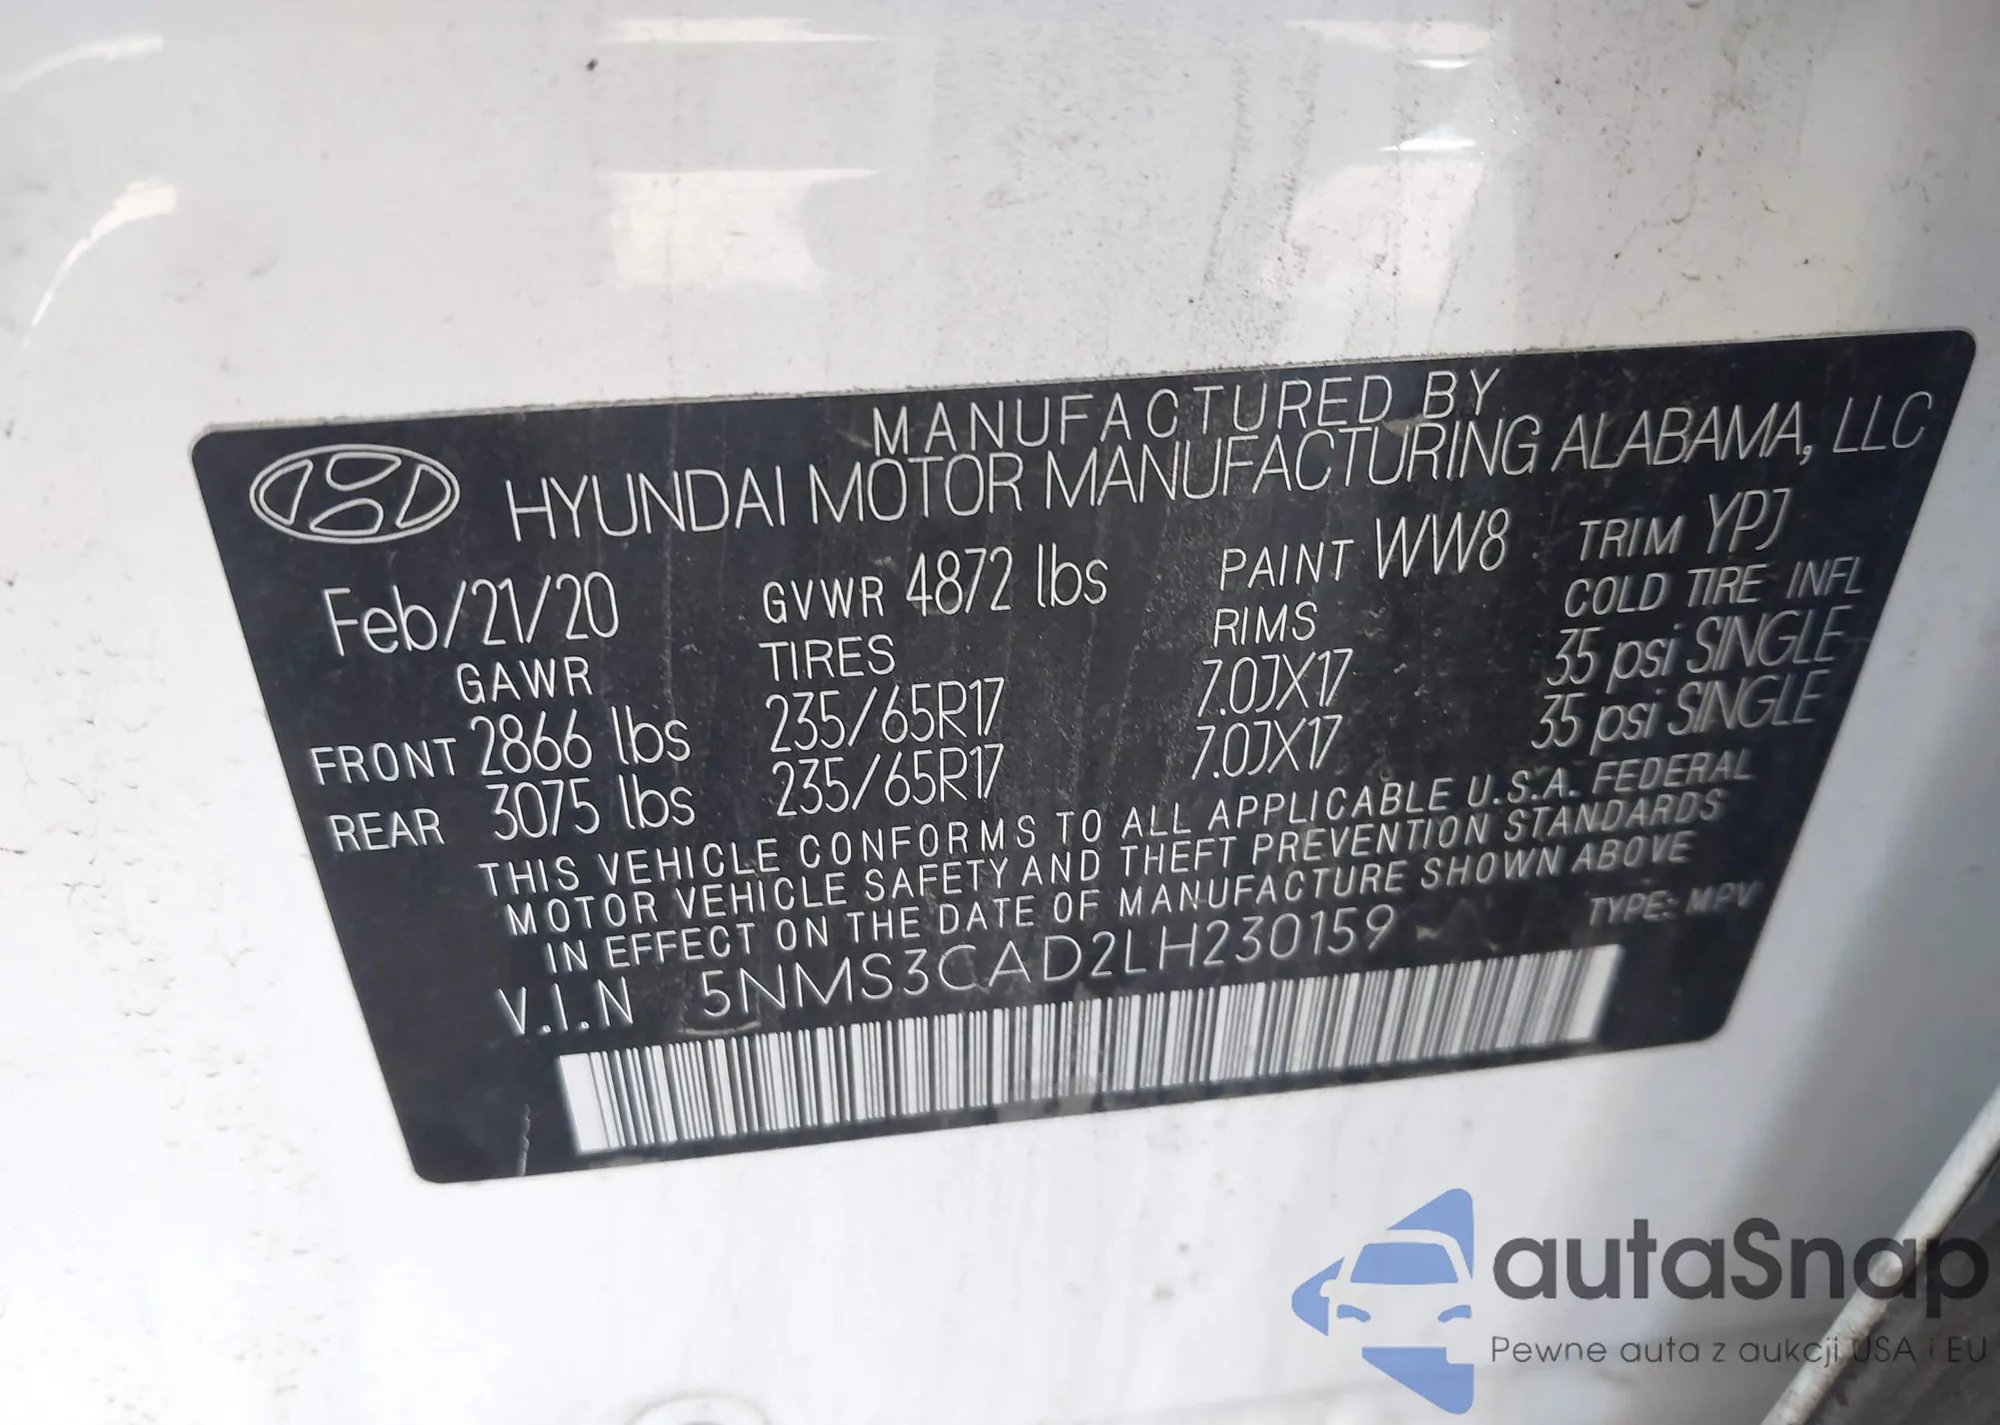 MANUFACTURED BY
HYUNDAI MOTOR MANUFACTURING ALABAMA, LLC
Feb/21/20 GVWR 4872 lbs PAINT WW8 TRIM YPJ
GAWR TIRES RIMS COLD TIRE INFL
FRONT 2866 lbs 235/65R17 7.0JX17 35 psi SINGLE
REAR 3075 lbs 235/65R17 7.0JX17 35 psi SINGLE
THIS VEHICLE CONFORMS TO ALL APPLICABLE U.S.A. FEDERAL
MOTOR VEHICLE SAFETY AND THEFT PREVENTION STANDARDS
IN EFFECT ON THE DATE OF MANUFACTURE SHOWN ABOVE
V.I.N 5NMS3CAD2LH230159 TYPE: MPV
autaSnap
Pewne auta z aukcji USA i EU